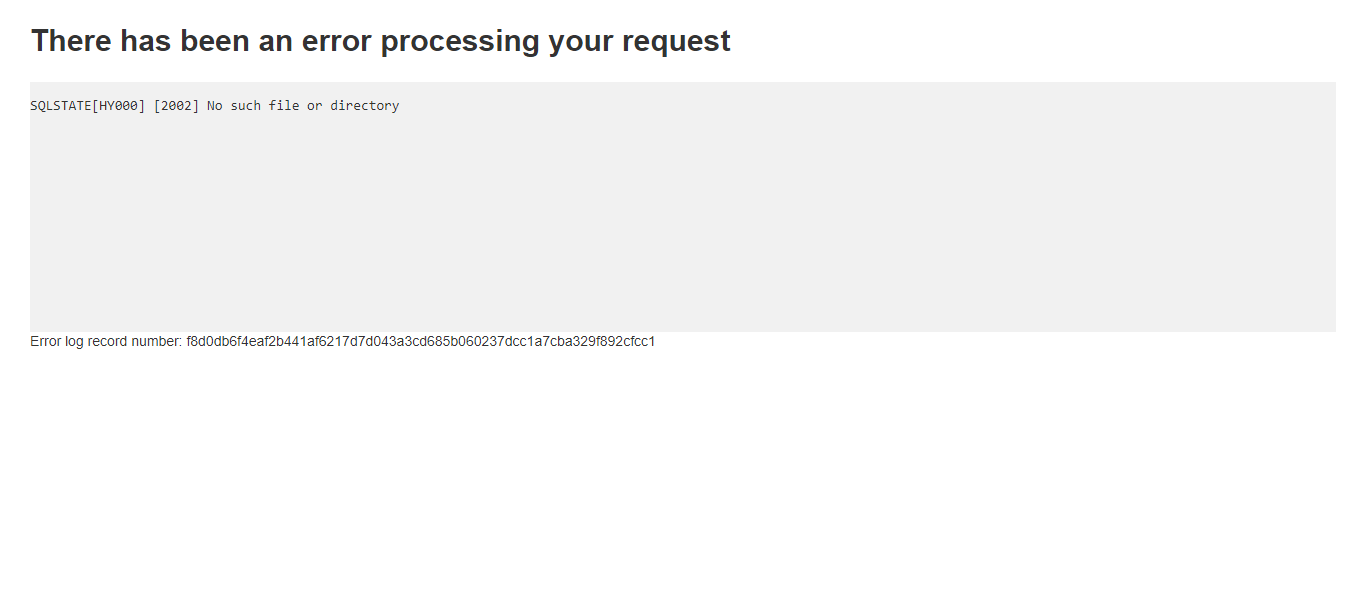 There has been an error processing your request
SQLSTATE[HY000] [2002] No such file or directory
Error log record number: f8d0db6f4eaf2b441af6217d7d043a3cd685b060237dcc1a7cba329f892cfcc1